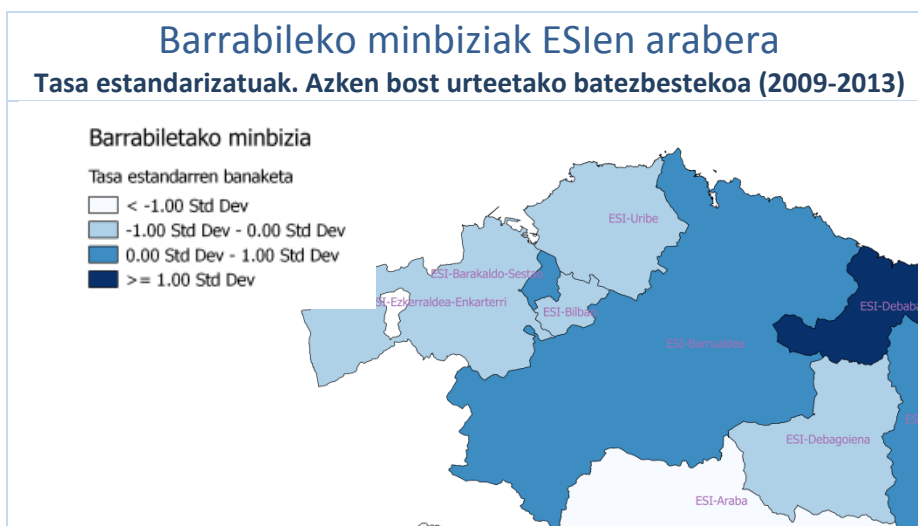 Barrabileko minbiziak ESIen arabera
Tasa estandarizatuak. Azken bost urteetako batezbestekoa (2009-2013)
Barrabiletako minbizia
Tasa estandarren banaketa
< -1.00 Std Dev
-1.00 Std Dev - 0.00 Std Dev
0.00 Std Dev - 1.00 Std Dev
>= 1.00 Std Dev
ESI-Uribe
ESI-Barakaldo-Sestao
SI-Ezkerraldea-Enkarterri
ESI-Bilbao
ESI-Debaba
ESI-Barrualdea
ESI-Debagoiena
ESI-Araba